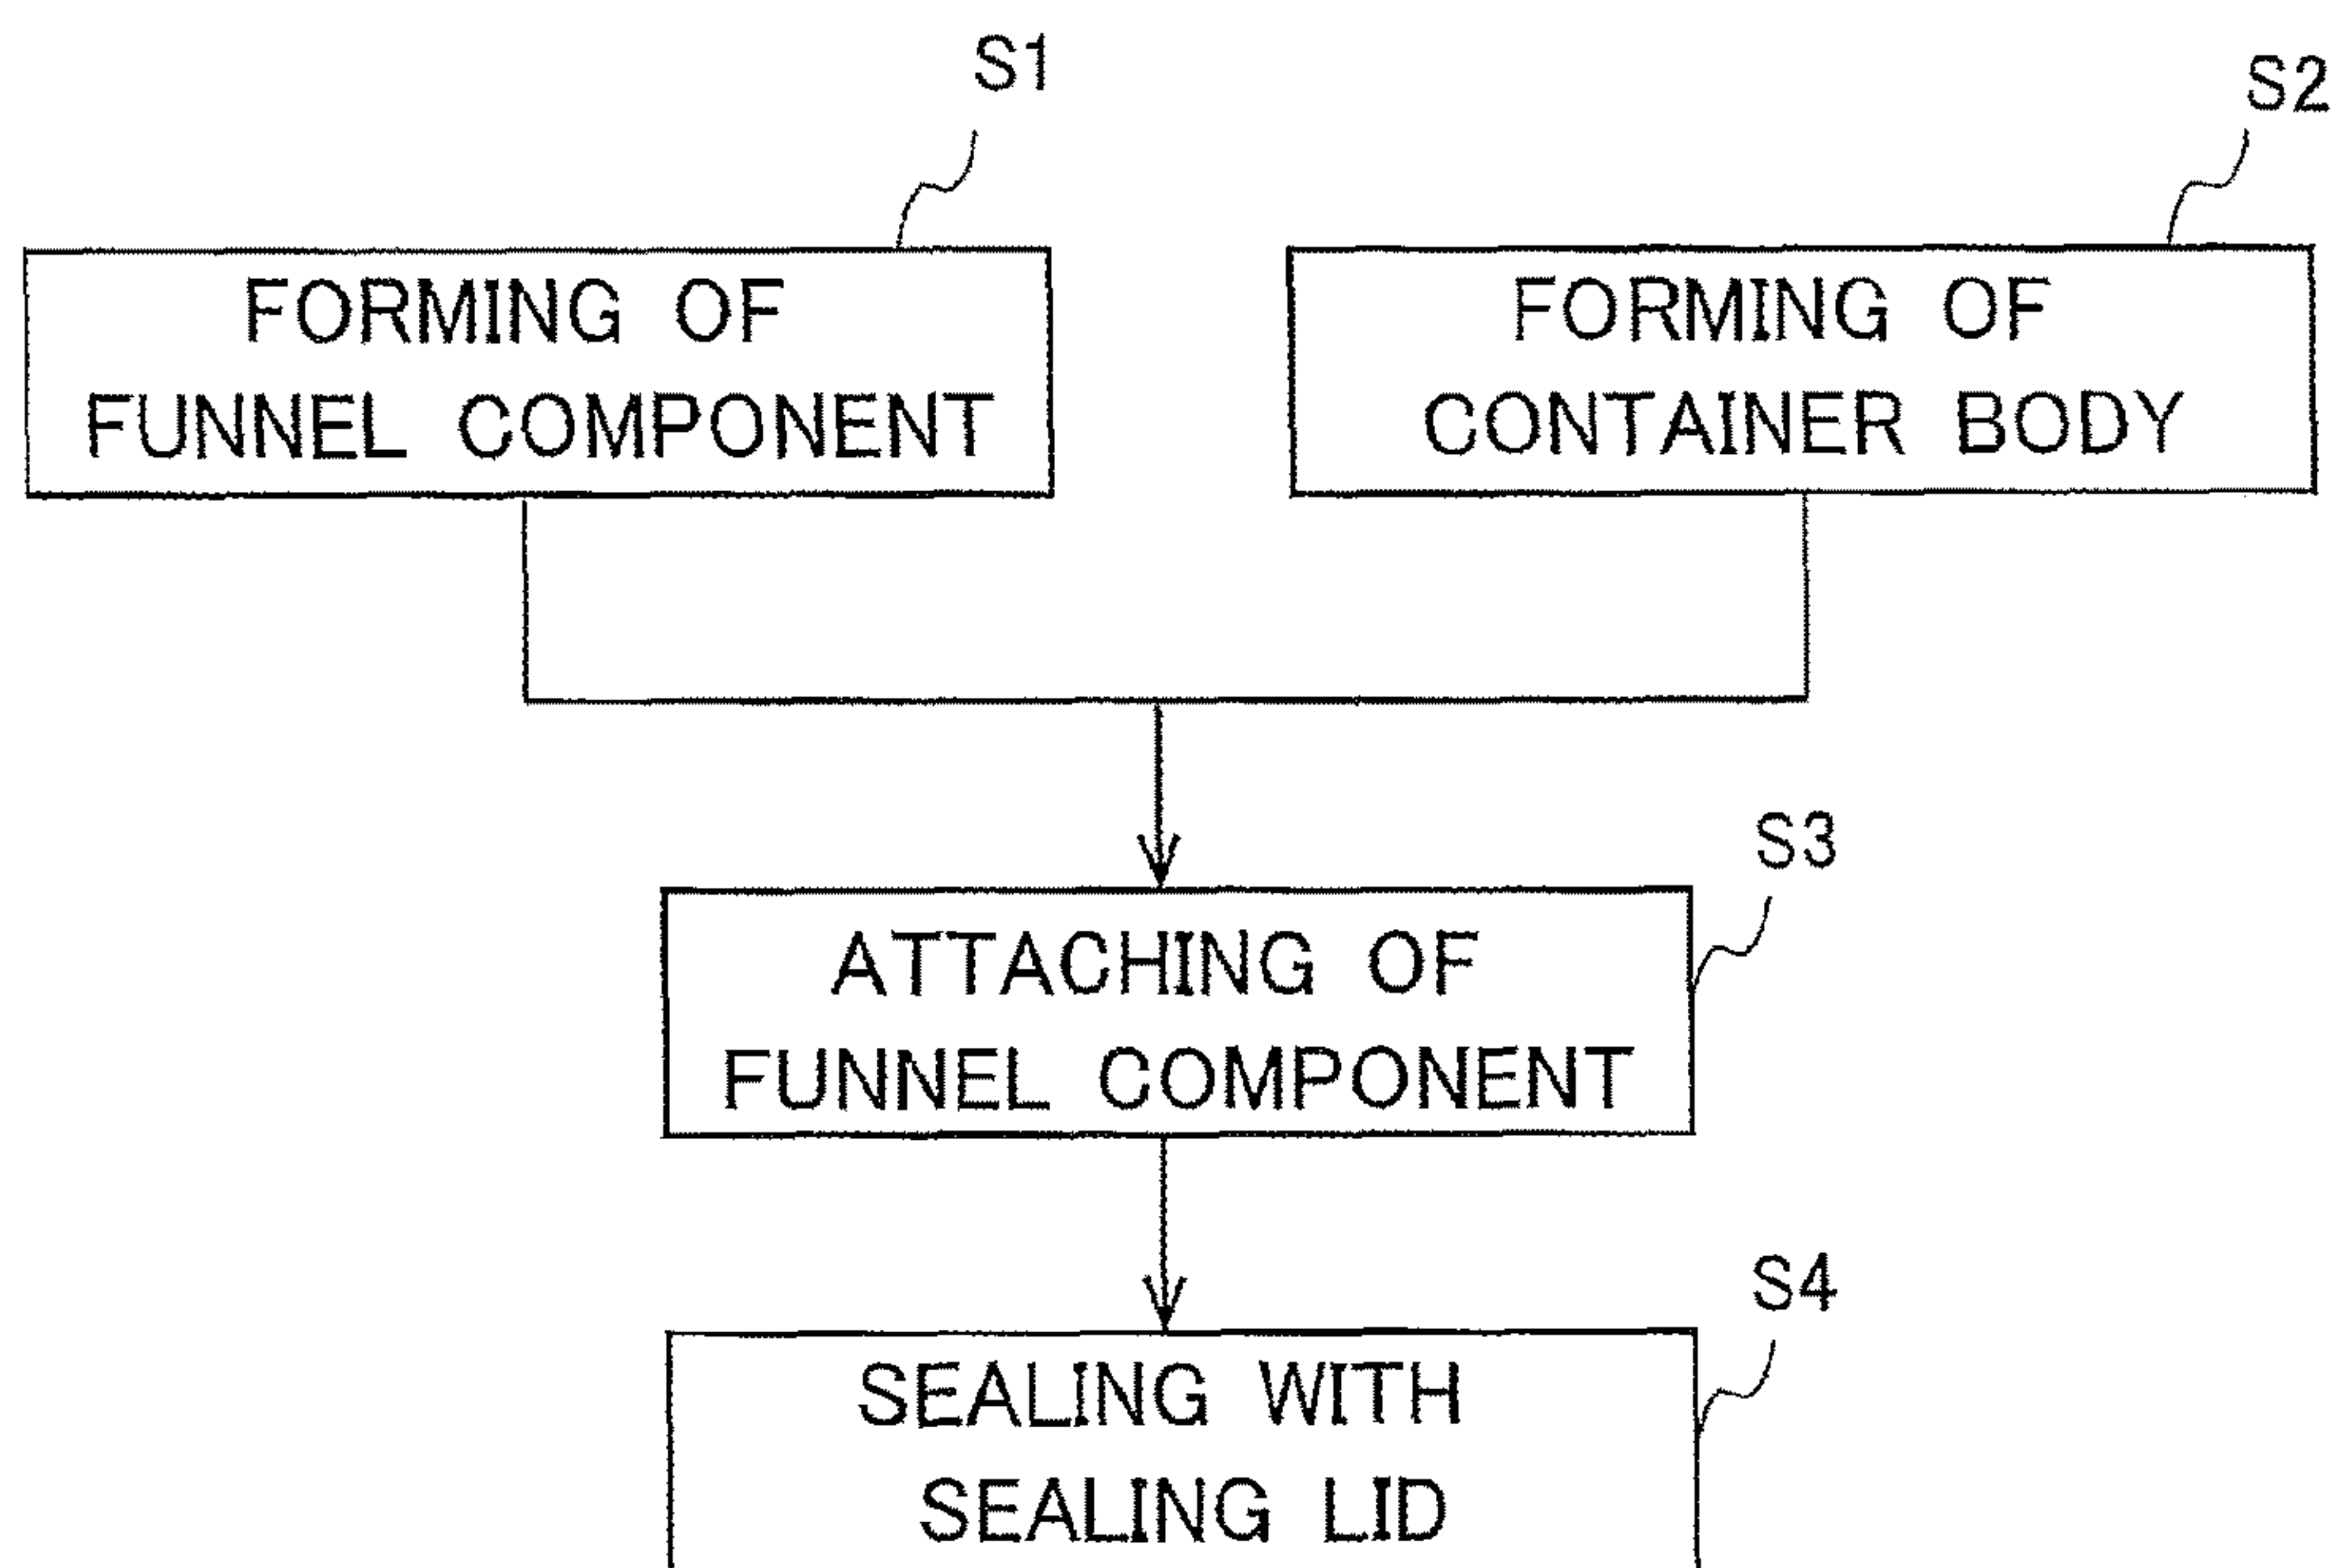 S1
S2
FORMING OF
FUNNEL COMPONENT
FORMING OF
CONTAINER BODY
S3
ATTACHING OF
FUNNEL COMPONENT
S4
SEALING WITH
SEALING LID